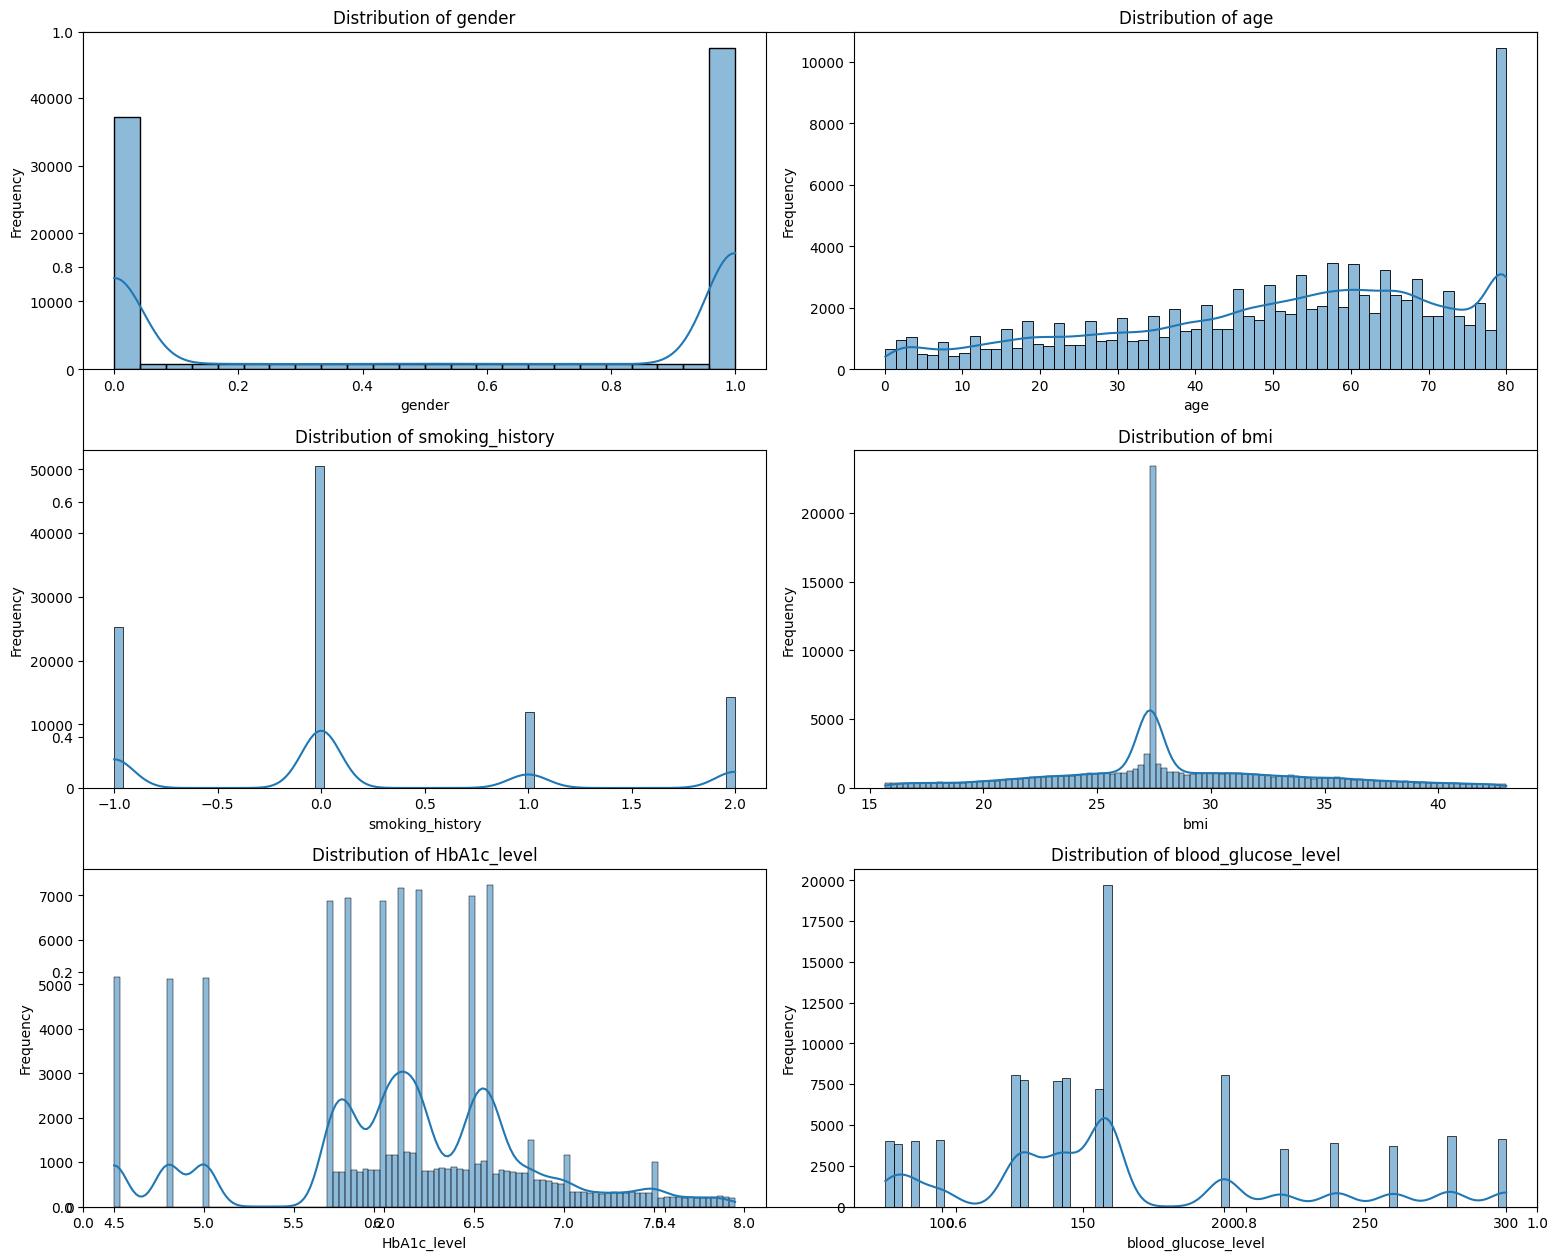 Distribution of gender
Distribution of age
1.0
40000
30000
20000
0.8
10000
0
Frequency
0.0 0.2 0.4 0.6 0.8 1.0
gender
10000
8000
6000
4000
2000
0
Frequency
0 10 20 30 40 50 60 70 80
age
Distribution of smoking_history
Distribution of bmi
50000
0.6
40000
30000
20000
10000
0.4
0
Frequency
−1.0 −0.5 0.0 0.5 1.0 1.5 2.0
smoking_history
20000
15000
10000
5000
0
Frequency
15 20 25 30 35 40
bmi
Distribution of HbA1c_level
Distribution of blood_glucose_level
7000
6000
0.2
5000
4000
3000
2000
1000
0.0
Frequency
0.0 4.5 5.0 5.5 6.5 7.0 0.4 8.0
HbA1c_level
20000
17500
15000
12500
10000
7500
5000
2500
0
Frequency
100 0.6 150 200 0.8 250 300 1.0
blood_glucose_level